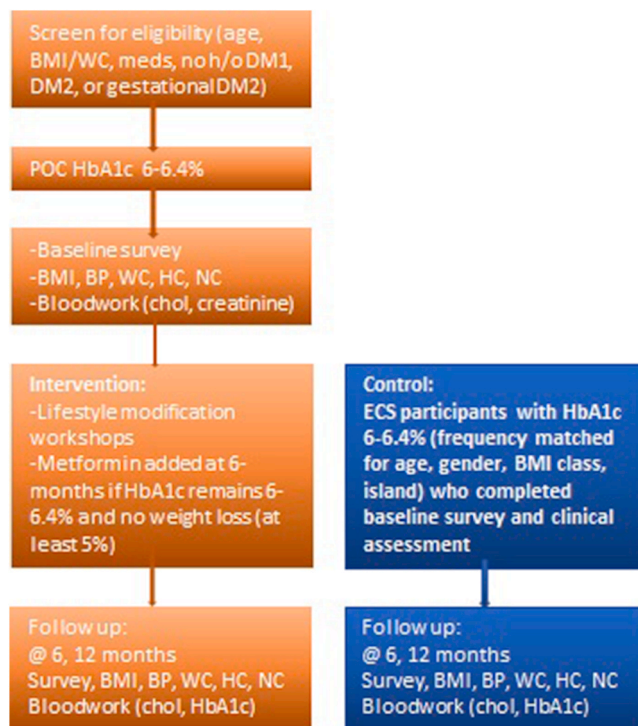 Screen for eligibility (age,
BMI/WC, meds, no h/o DM1,
DM2, or gestational DM2)
POC HbA1c 6-6.4%
-Baseline survey
-BMI, BP, WC, HC, NC
-Bloodwork (chol, creatinine)
Intervention:
-Lifestyle modification
workshops
-Metformin added at 6-
months if HbA1c remains 6-
6.4% and no weight loss (at
least 5%)
Control:
ECS participants with HbA1c
6-6.4% (frequency matched
for age, gender, BMI class,
island) who completed
baseline survey and clinical
assessment
Follow up:
@ 6, 12 months
Survey, BMI, BP, WC, HC, NC
Bloodwork (chol, HbA1c)
Follow up:
@ 6, 12 months
Survey, BMI, BP, WC, HC, NC
Bloodwork (chol, HbA1c)